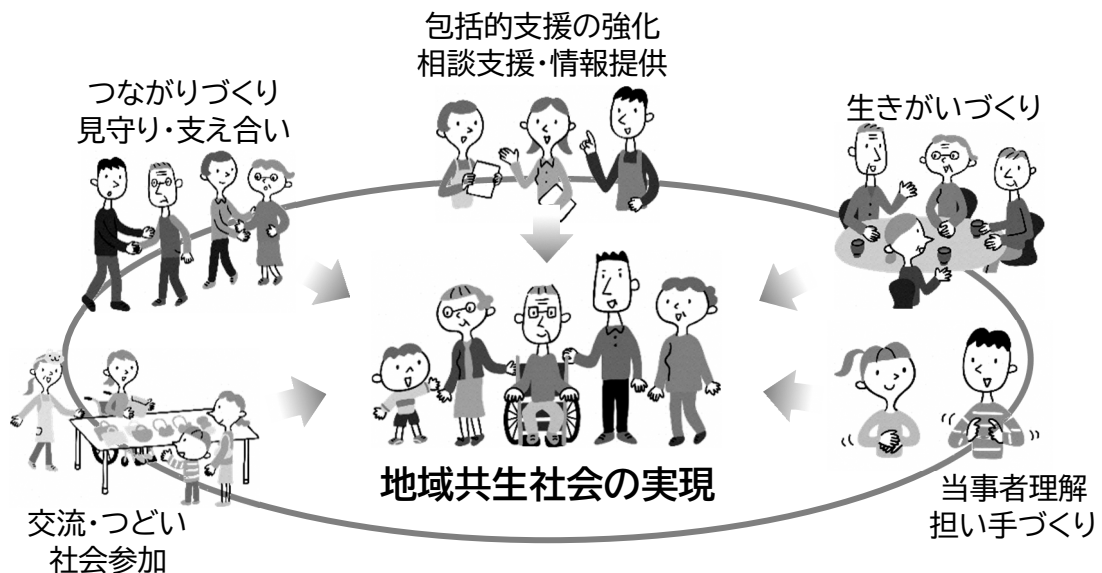 包括的支援の強化
相談支援・情報提供
つながりづくり
見守り・支え合い
生きがいづくり
地域共生社会の実現
交流・つどい
社会参加
当事者理解
担い手づくり